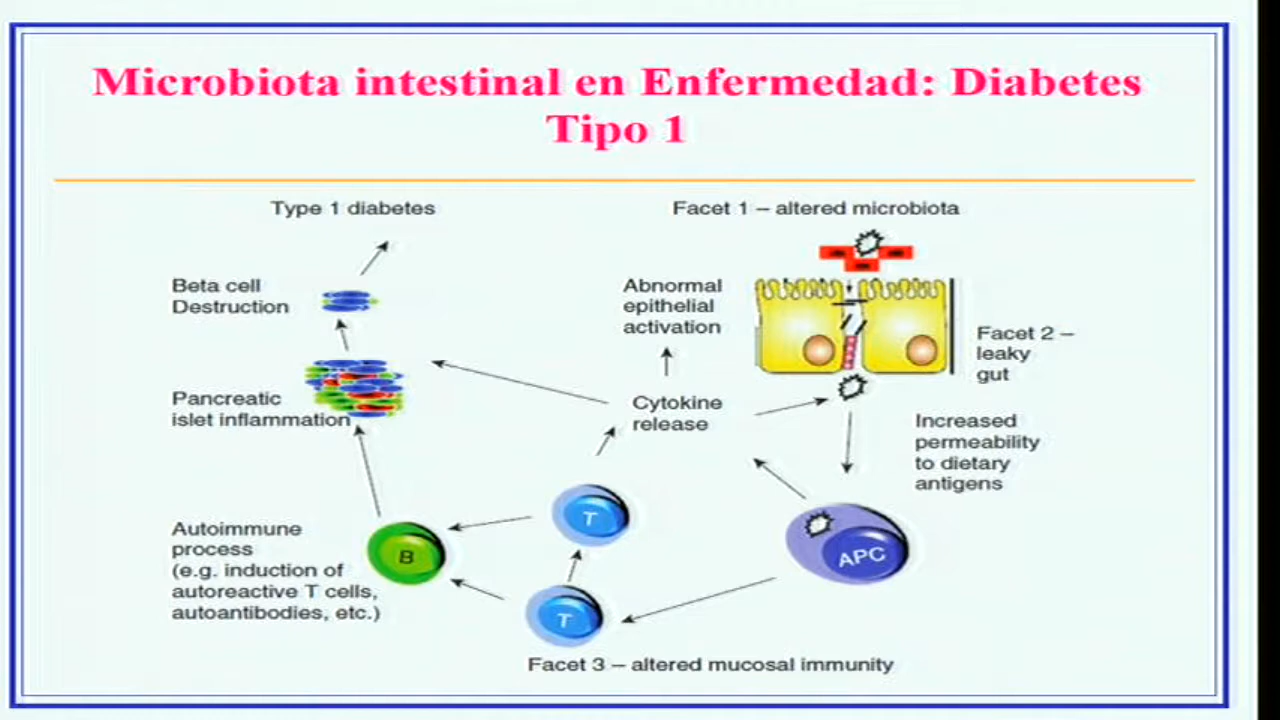 Microbiota intestinal en Enfermedad: Diabetes
Tipo 1
Type 1 diabetes
Facet 1 – altered microbiota
Beta cell
Destruction
Abnormal
epithelial
activation
Facet 2 –
leaky
gut
Pancreatic
islet inflammation
Cytokine
release
Increased
permeability
to dietary
antigens
Autoimmune
process
(e.g. induction of
autoreactive T cells,
autoantibodies, etc.)
B
T
T
APC
Facet 3 – altered mucosal immunity